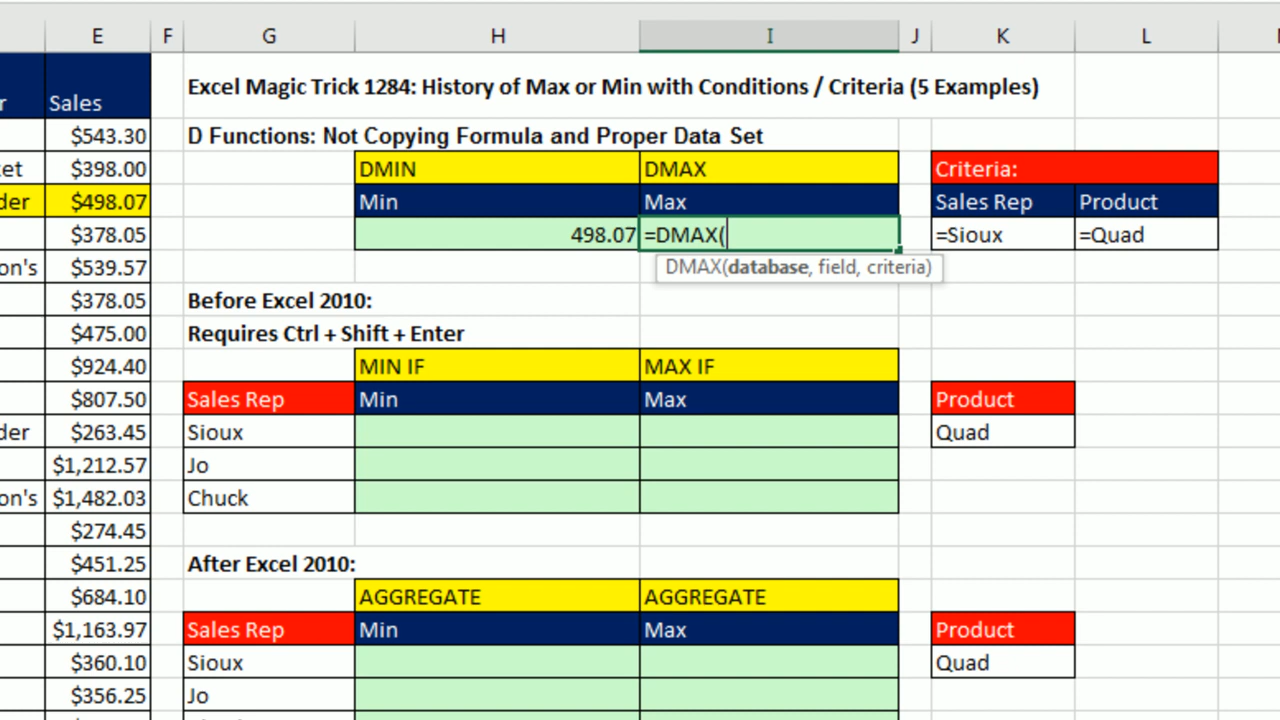 E F G H I J K L
r Sales Excel Magic Trick 1284: History of Max or Min with Conditions / Criteria (5 Examples)
$543.30 D Functions: Not Copying Formula and Proper Data Set
ket $398.00 DMIN DMAX Criteria:
der $498.07 Min Max Sales Rep Product
$378.05 498.07 =DMAX( =Sioux =Quad
on's $539.57 DMAX(database, field, criteria)
$378.05 Before Excel 2010:
$475.00 Requires Ctrl + Shift + Enter
$924.40 MIN IF MAX IF
$807.50 Sales Rep Min Max Product
der $263.45 Sioux Quad
$1,212.57 Jo
on's $1,482.03 Chuck
$274.45
$451.25 After Excel 2010:
$684.10 AGGREGATE AGGREGATE
$1,163.97 Sales Rep Min Max Product
$360.10 Sioux Quad
$356.25 Jo